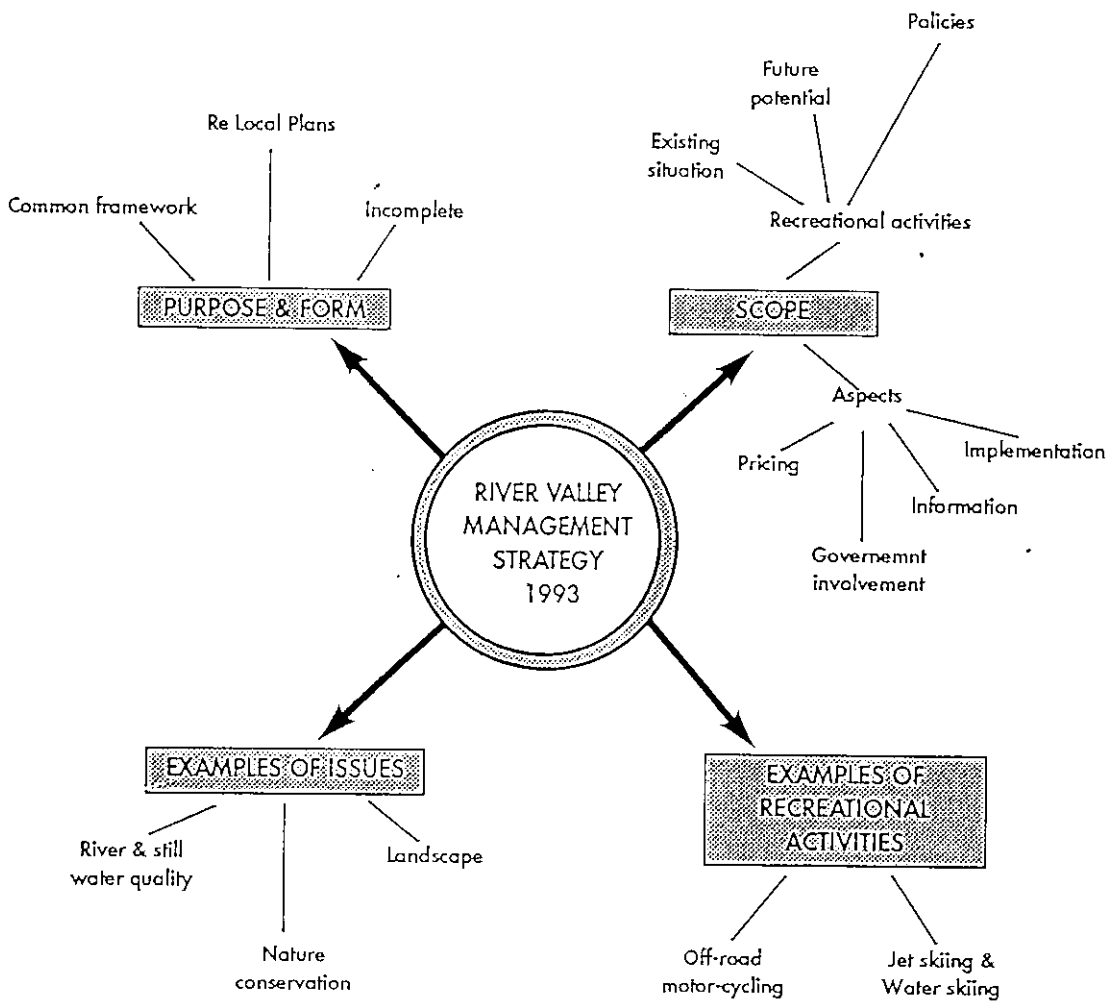 Policies
Future
potential
Existing
situation
Recreational activities
SCOPE
Aspects
Pricing
Implementation
Information
Governemnt
involvement
Re Local Plans
Common framework
Incomplete
PURPOSE & FORM
RIVER VALLEY
MANAGEMENT
STRATEGY
1993
EXAMPLES OF ISSUES
River & still
water quality
Landscape
Nature
conservation
EXAMPLES OF
RECREATIONAL
ACTIVITIES
Off-road
motor-cycling
Jet skiing &
Water skiing